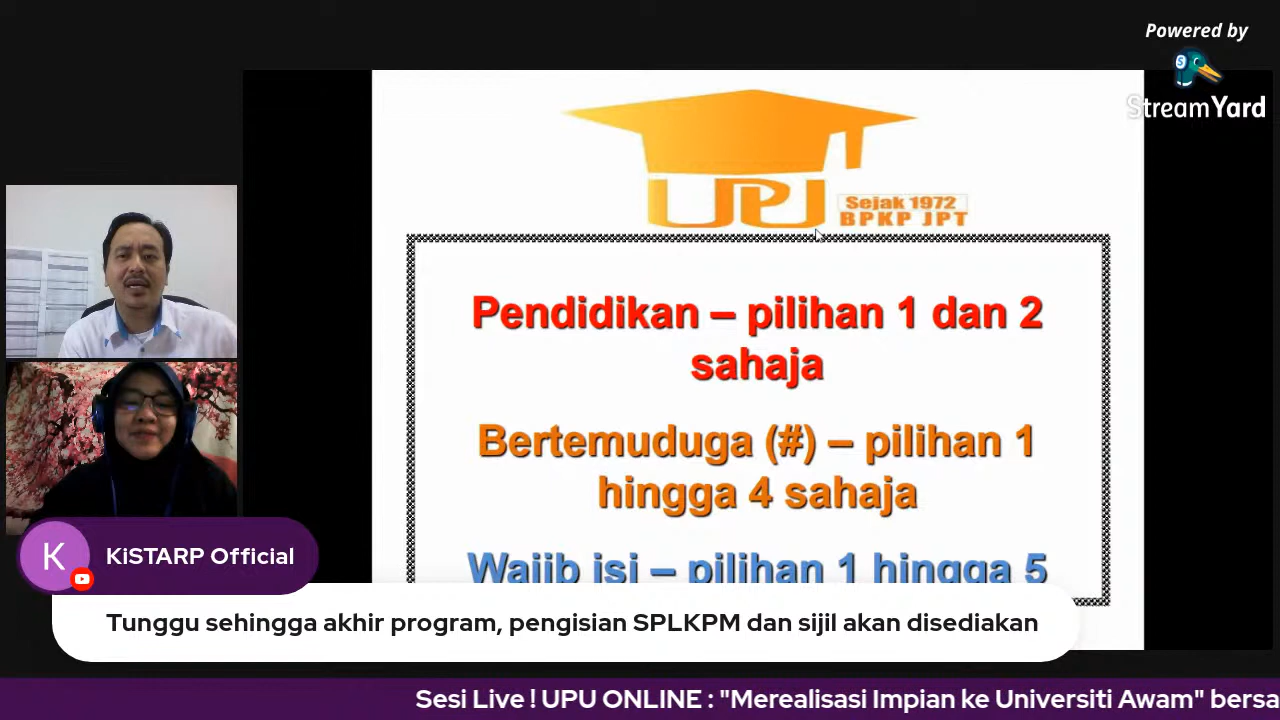 Powered by
StreamYard
UPU
Sejak 1972
BPKP JPT
Pendidikan – pilihan 1 dan 2
sahaja
Bertemuduga (#) – pilihan 1
hingga 4 sahaja
Wajib isi – pilihan 1 hingga 5
K
KiSTARP Official
Tunggu sehingga akhir program, pengisian SPLKPM dan sijil akan disediakan
Sesi Live ! UPU ONLINE : "Merealisasi Impian ke Universiti Awam" bersa